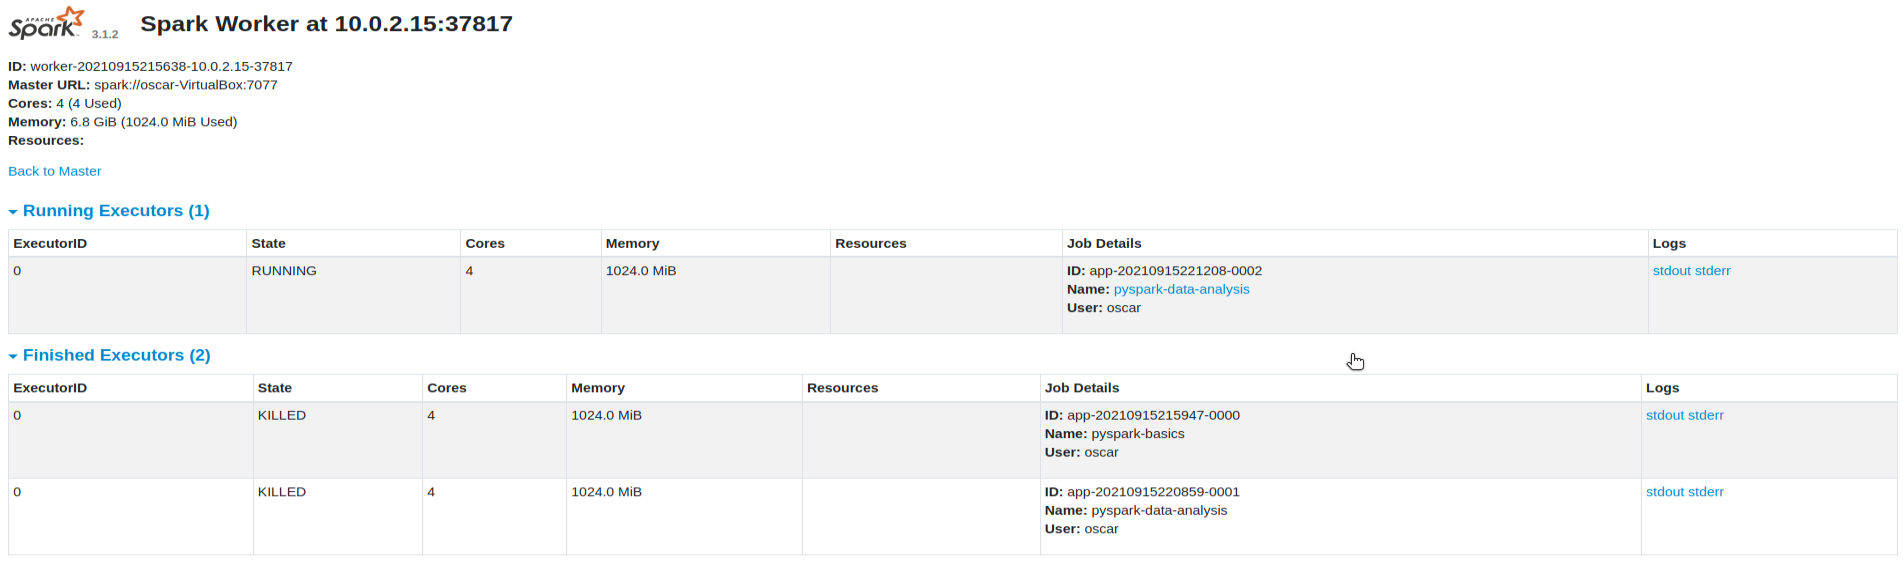 APACHE
Spark 3.1.2 Spark Worker at 10.0.2.15:37817
ID: worker-20210915215638-10.0.2.15-37817
Master URL: spark://oscar-VirtualBox:7077
Cores: 4 (4 Used)
Memory: 6.8 GiB (1024.0 MiB Used)
Resources:
Back to Master
Running Executors (1)
ExecutorID State Cores Memory Resources Job Details Logs
0 RUNNING 4 1024.0 MiB ID: app-20210915221208-0002 stdout stderr
Name: pyspark-data-analysis
User: oscar
Finished Executors (2)
ExecutorID State Cores Memory Resources Job Details Logs
0 KILLED 4 1024.0 MiB ID: app-20210915215947-0000 stdout stderr
Name: pyspark-basics
User: oscar
0 KILLED 4 1024.0 MiB ID: app-20210915220859-0001 stdout stderr
Name: pyspark-data-analysis
User: oscar